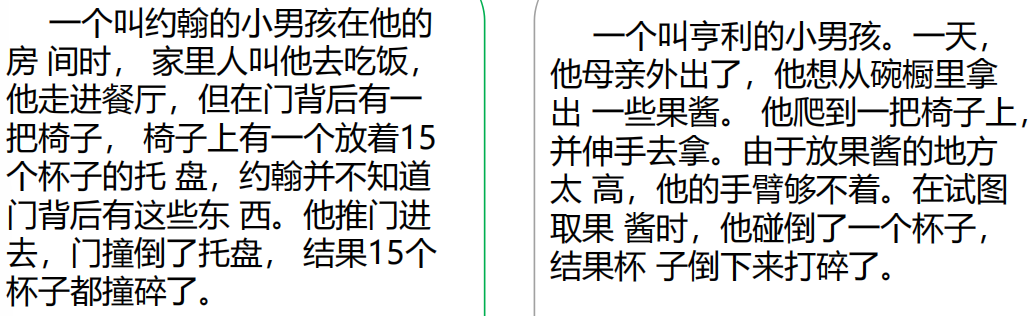 一个叫约翰的小男孩在他的
房 间时， 家里人叫他去吃饭，
他走进餐厅，但在门背后有一
把椅子， 椅子上有一个放着15
个杯子的托 盘，约翰并不知道
门背后有这些东 西。他推门进
去，门撞倒了托盘， 结果15个
杯子都撞碎了。
一个叫亨利的小男孩。一天，
他母亲外出了，他想从碗橱里拿
出 一些果酱。 他爬到一把椅子上，
并伸手去拿。由于放果酱的地方
太 高，他的手臂够不着。在试图
取果 酱时，他碰倒了一个杯子，
结果杯 子倒下来打碎了。